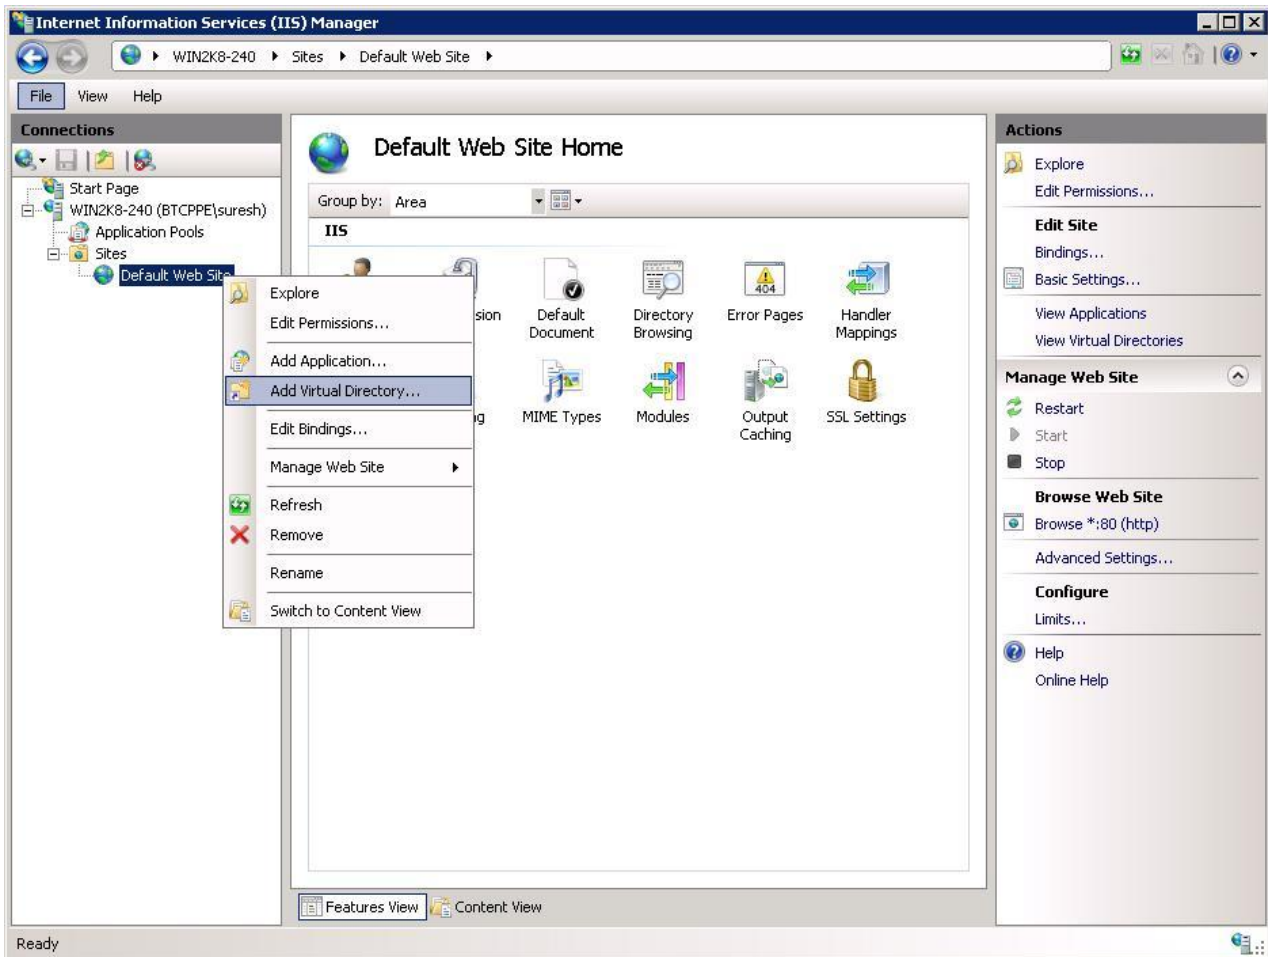 Internet Information Services (IIS) Manager
WIN2K8-240 Sites Default Web Site
File View Help
Connections
Start Page
WIN2K8-240 (BTCPPE\suresh)
Application Pools
Sites
Default Web Site
Explore
Edit Permissions...
Add Application...
Add Virtual Directory...
Edit Bindings...
Manage Web Site
Refresh
Remove
Rename
Switch to Content View
Default Web Site Home
Group by: Area
IIS
Default
Document
Directory
Browsing
Error Pages
404
Handler
Mappings
MIME Types
Modules
Output
Caching
SSL Settings
Features View
Content View
Actions
Explore
Edit Permissions...
Edit Site
Bindings...
Basic Settings...
View Applications
View Virtual Directories
Manage Web Site
Restart
Start
Stop
Browse Web Site
Browse *:80 (http)
Advanced Settings...
Configure
Limits...
Help
Online Help
Ready